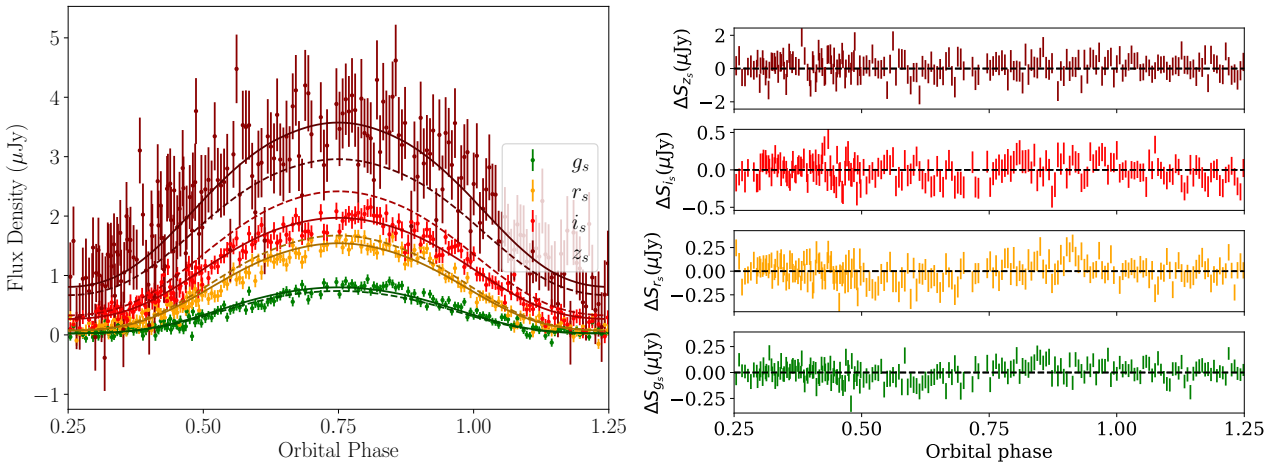 Flux Density (μJy)
5
4
3
2
1
0
−1
0.25 0.50 0.75 1.00 1.25
Orbital Phase
g_s
r_s
i_s
z_s
ΔS_{z_s}(μJy)
2
0
−2
ΔS_{i_s}(μJy)
0.5
0.0
−0.5
ΔS_{r_s}(μJy)
0.25
0.00
−0.25
ΔS_{g_s}(μJy)
0.25
0.00
−0.25
0.25 0.50 0.75 1.00 1.25
Orbital phase